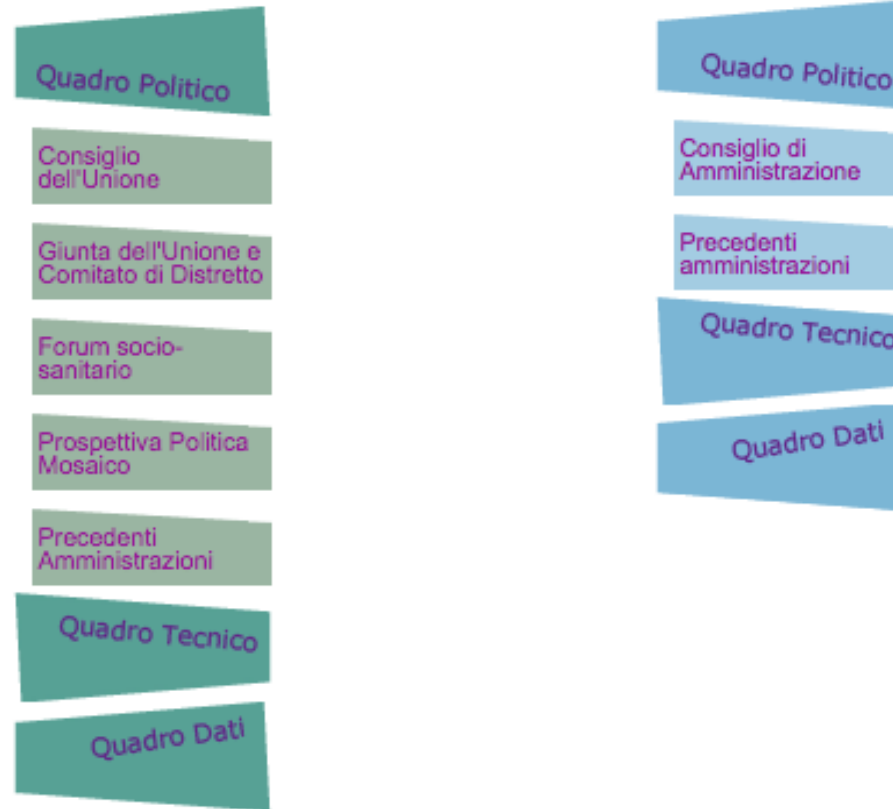 Quadro Politico
Consiglio
dell'Unione
Giunta dell'Unione e
Comitato di Distretto
Forum socio-
sanitario
Prospettiva Politica
Mosaico
Precedenti
Amministrazioni
Quadro Tecnico
Quadro Dati
Quadro Politico
Consiglio di
Amministrazione
Precedenti
amministrazioni
Quadro Tecnico
Quadro Dati